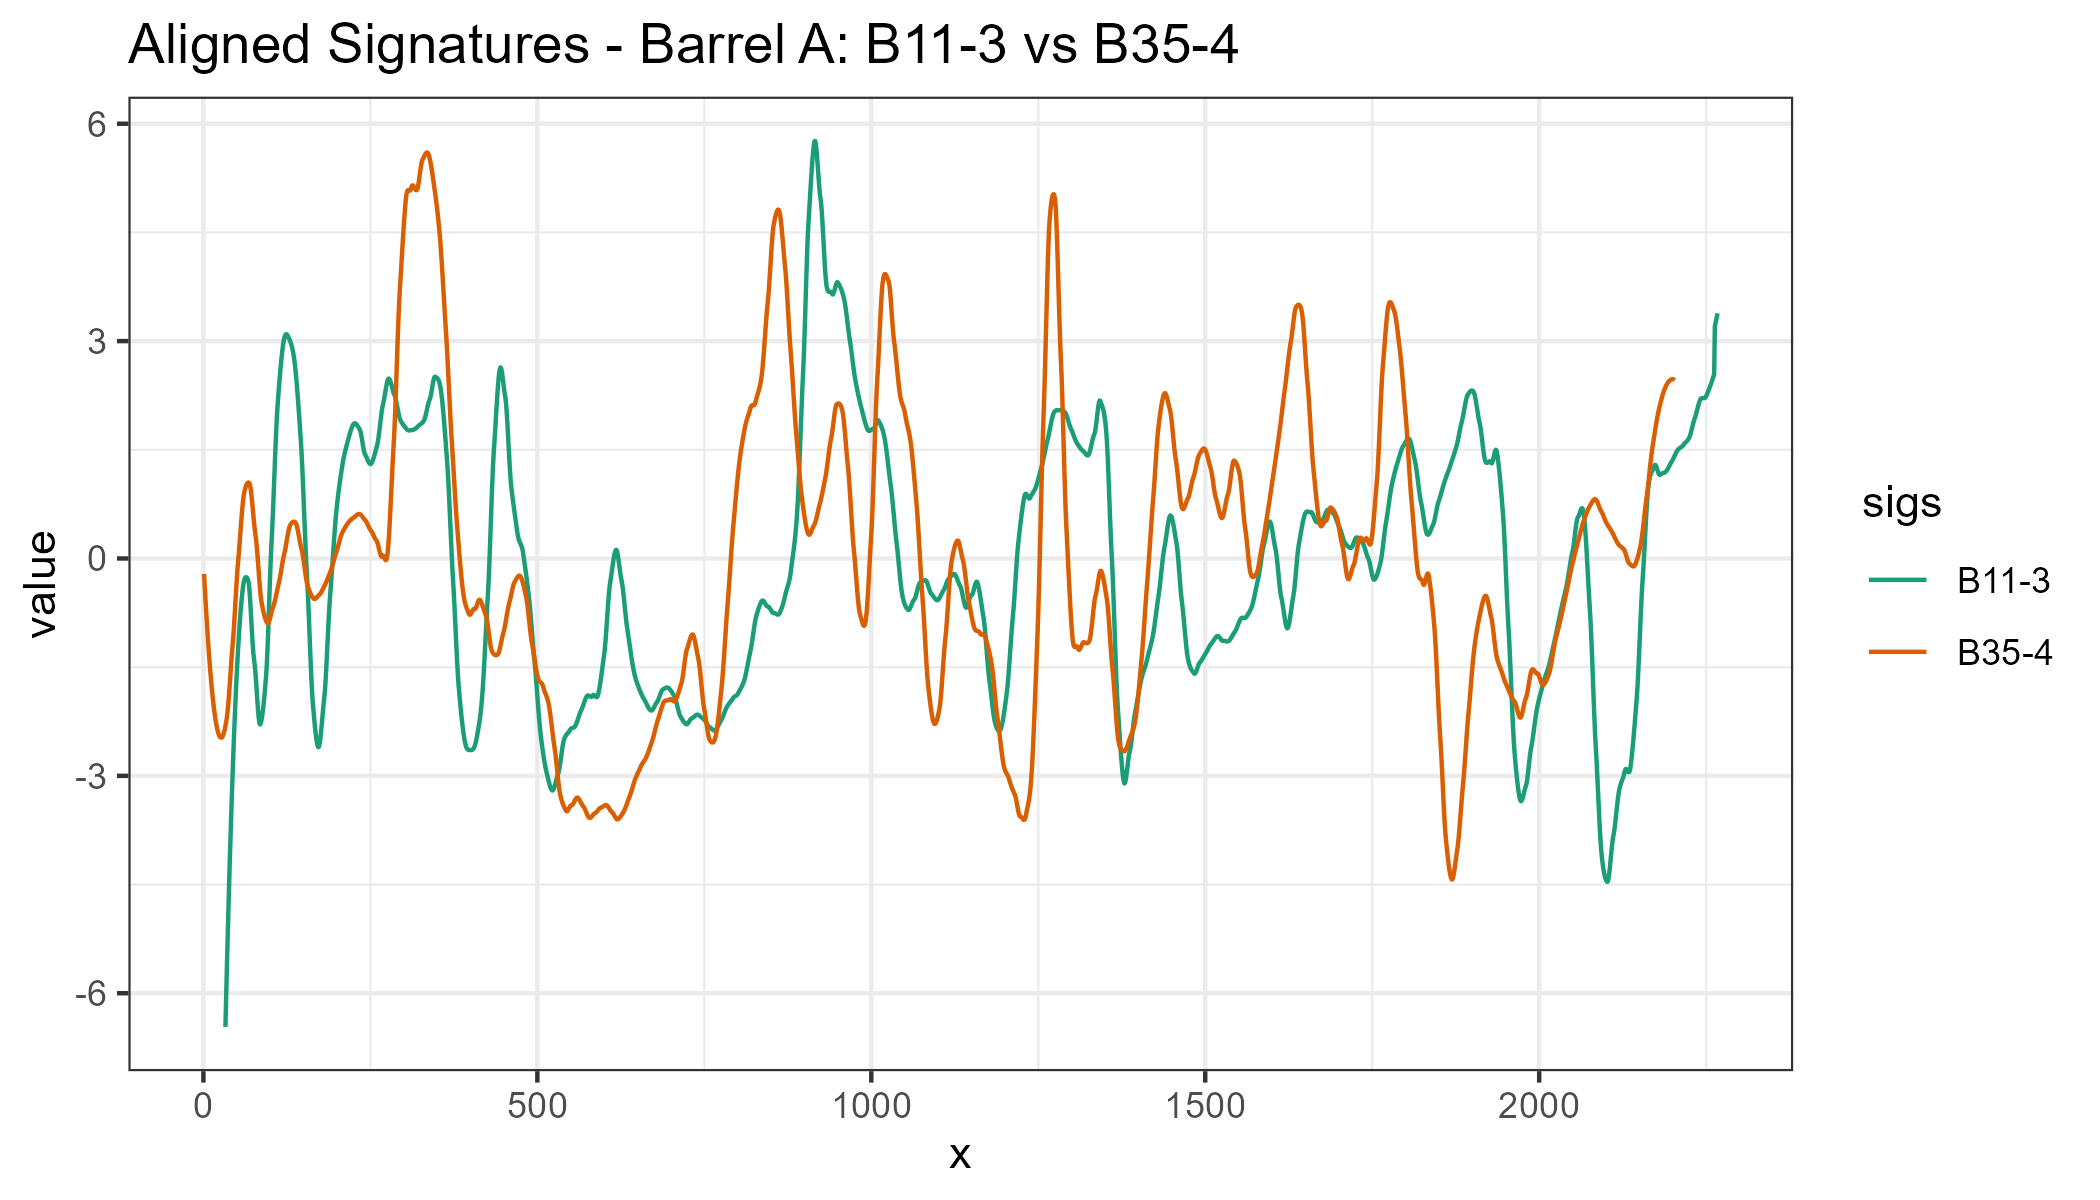 Aligned Signatures - Barrel A: B11-3 vs B35-4
6
3
0
-3
-6
value
0 500 1000 1500 2000
x
sigs
B11-3
B35-4